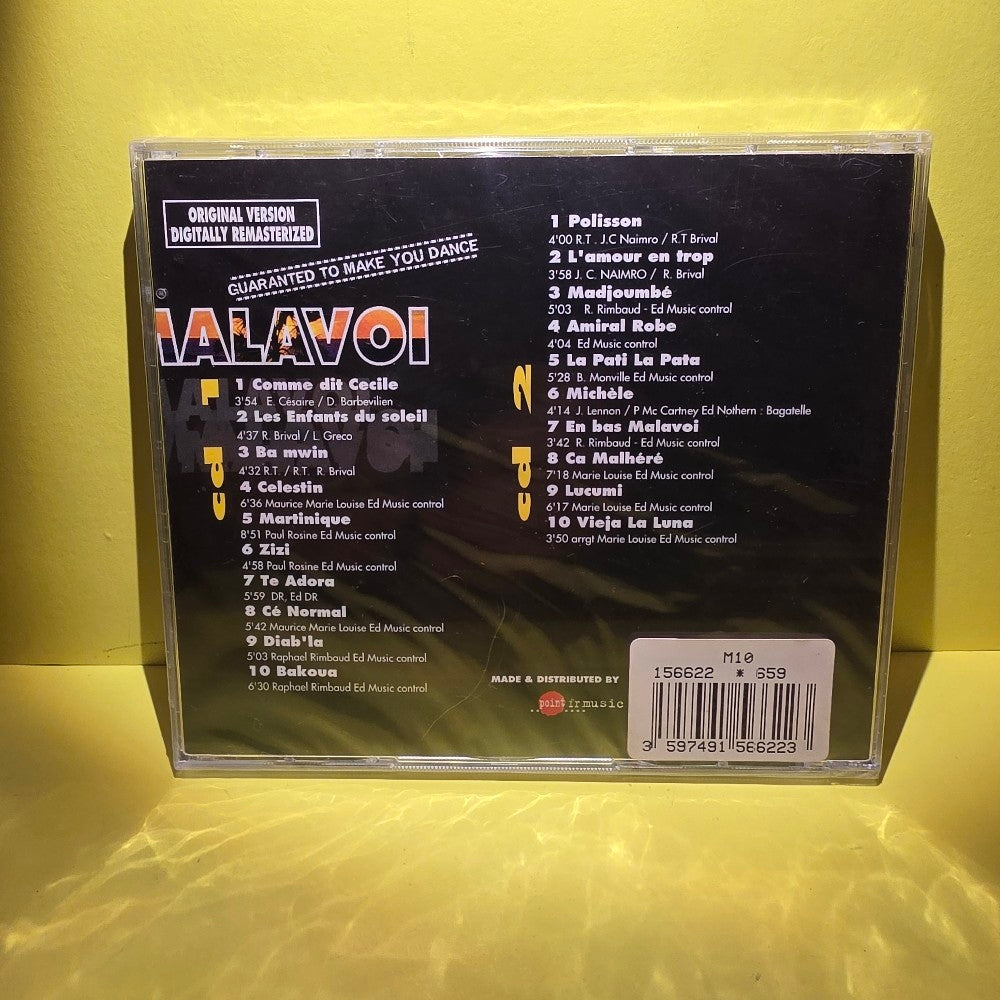 ORIGINAL VERSION
DIGITALLY REMASTERIZED
GUARANTED TO MAKE YOU DANCE
MALAVOI
cd 1
1 Comme dit Cecile
3'54 E. Césaire / D. Barbevilien
2 Les Enfants du soleil
4'37 R. Brival / L. Greco
3 Ba mwin
4'32 R.T. / R.T. R. Brival
4 Celestin
6'36 Maurice Marie Louise Ed Music control
5 Martinique
8'51 Paul Rosine Ed Music control
6 Zizi
4'58 Paul Rosine Ed Music control
7 Te Adora
5'59 DR, Ed DR
8 Cé Normal
5'42 Maurice Marie Louise Ed Music control
9 Diab'la
5'03 Raphael Rimbaud Ed Music control
10 Bakoua
6'30 Raphael Rimbaud Ed Music control
cd 2
1 Polisson
4'00 R.T . J.C Naimro / R.T Brival
2 L'amour en trop
3'58 J. C. NAIMRO / R. Brival
3 Madjoumbé
5'03 R. Rimbaud - Ed Music control
4 Amiral Robe
4'04 Ed Music control
5 La Pati La Pata
5'28 B. Monville Ed Music control
6 Michèle
4'14 J. Lennon / P Mc Cartney Ed Nothern : Bagatelle
7 En bas Malavoi
3'42 R. Rimbaud - Ed Music control
8 Ca Malhéré
7'18 Marie Louise Ed Music control
9 Lucumi
6'17 Marie Louise Ed Music control
10 Vieja La Luna
3'50 arrgt Marie Louise Ed Music control
MADE & DISTRIBUTED BY
point fr music
M10
156622 * 659
3 597491 566223